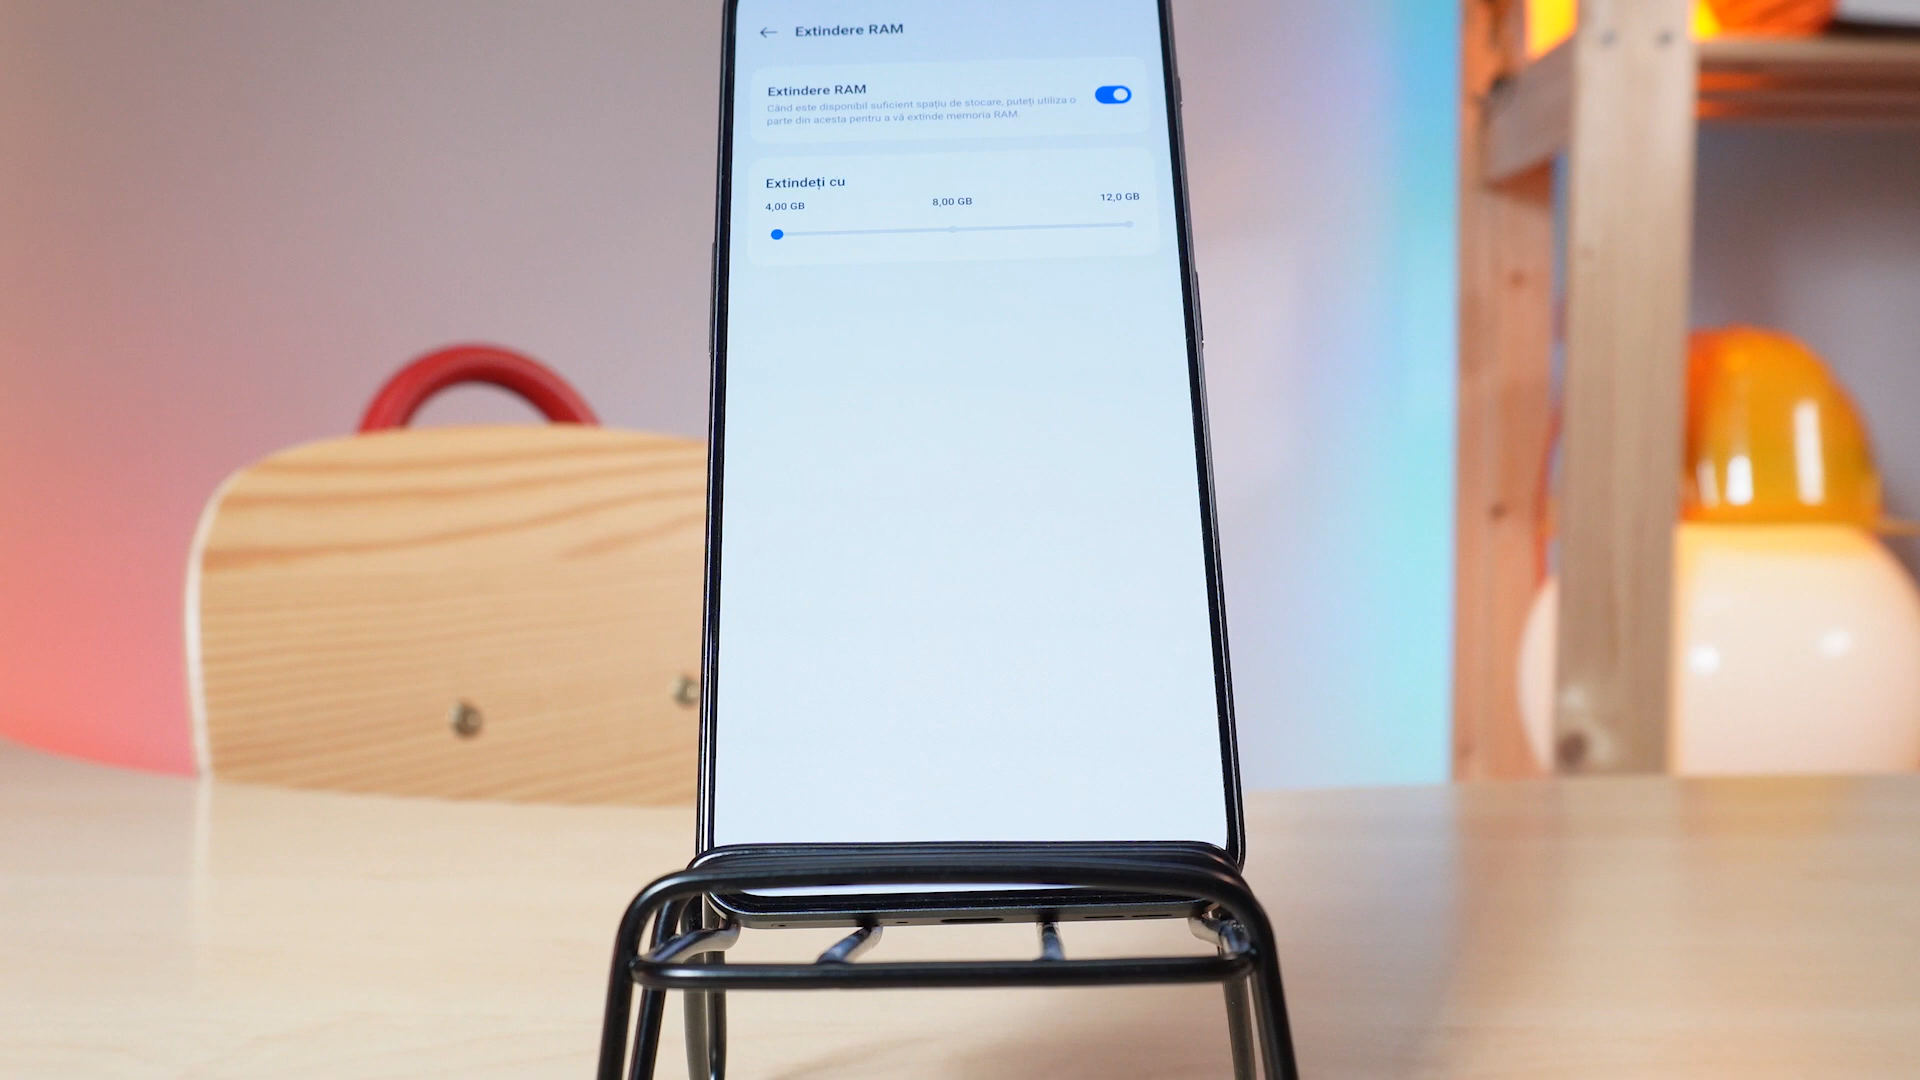 Extindere RAM
Extindere RAM
Când este disponibil suficient spațiu de stocare, puteți utiliza o
parte din acesta pentru a vă extinde memoria RAM.
Extindeți cu
4,00 GB 8,00 GB 12,0 GB